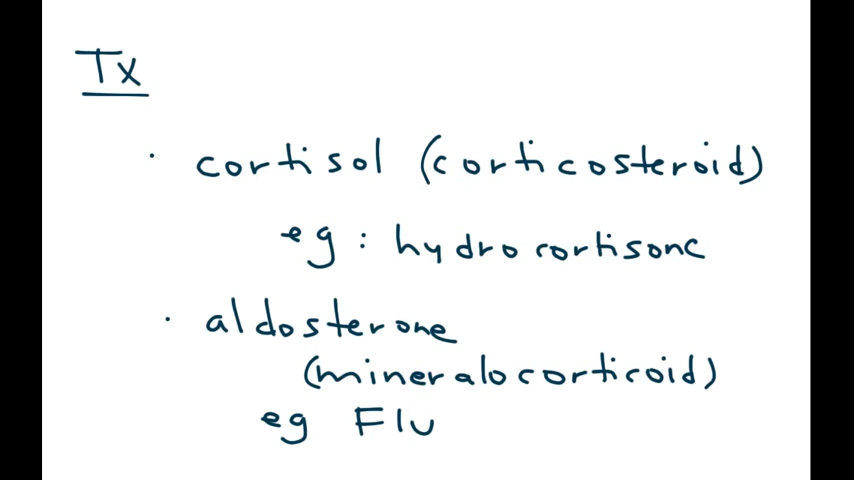 Tx
· cortisol (corticosteroid)
eg : hydrocortisone
· aldosterone
(mineralocorticoid)
eg Flu